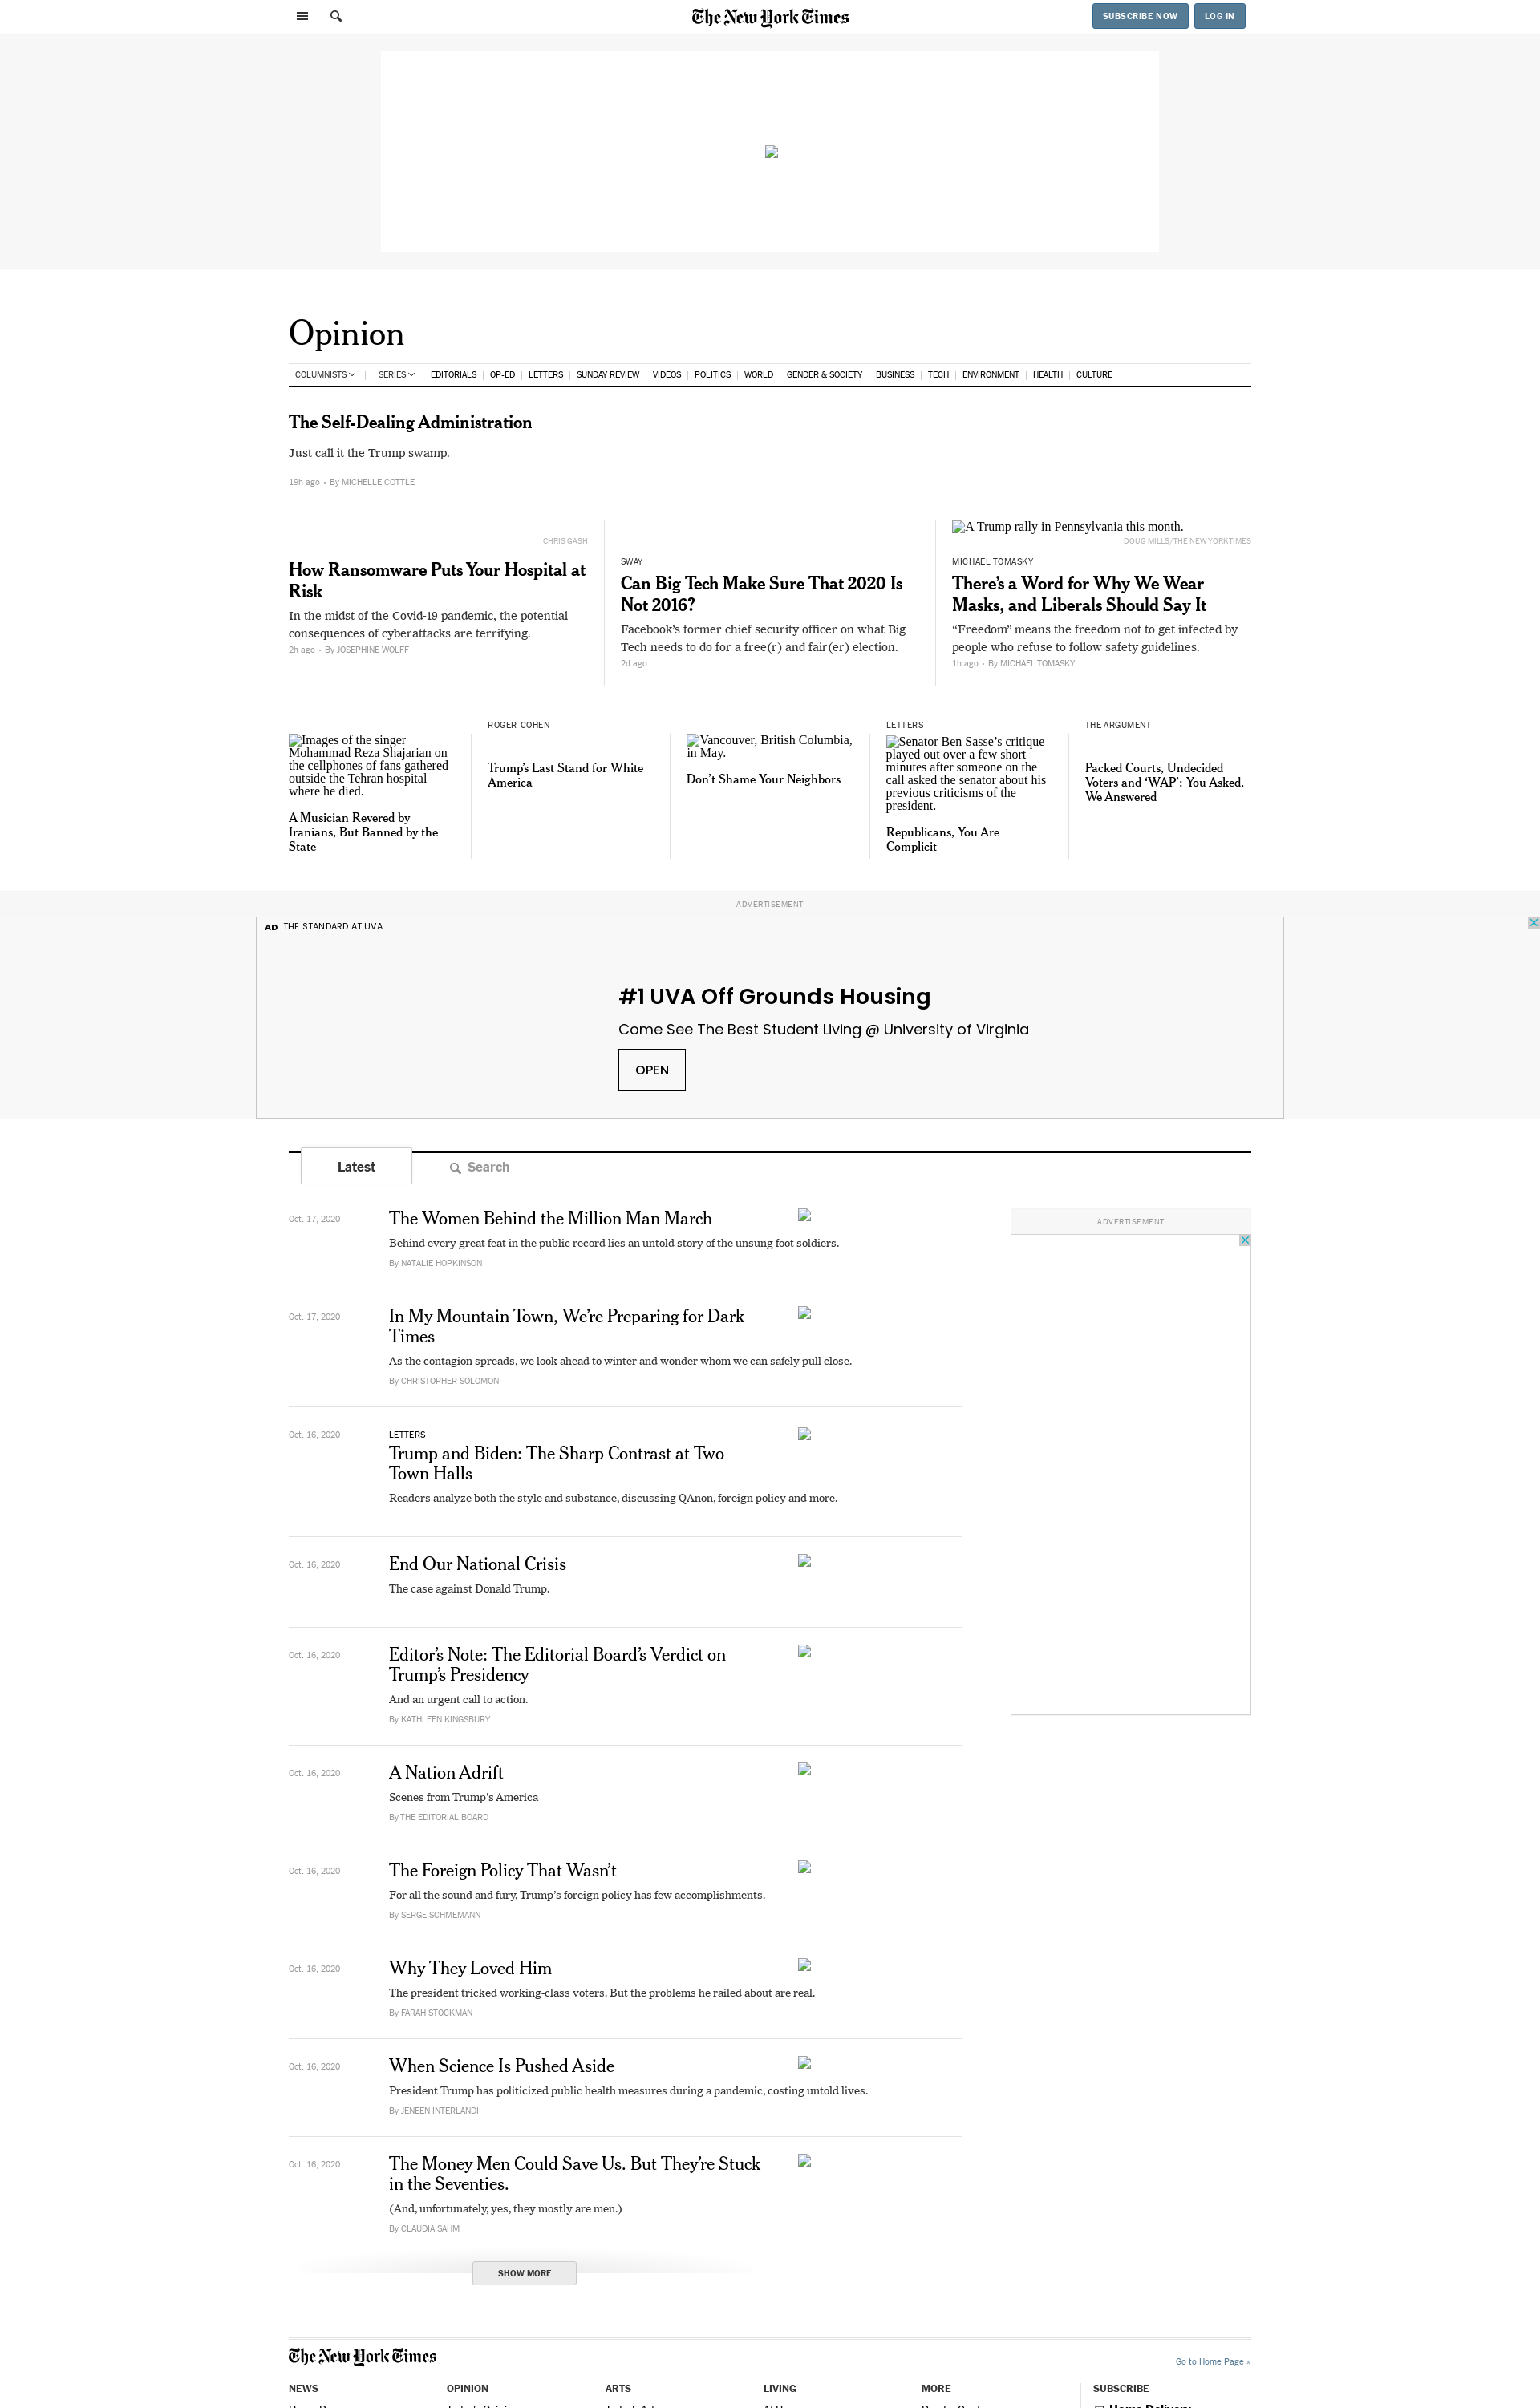 The New York Times
SUBSCRIBE NOW
LOG IN
Opinion
COLUMNISTS
SERIES
EDITORIALS
OP-ED
LETTERS
SUNDAY REVIEW
VIDEOS
POLITICS
WORLD
GENDER & SOCIETY
BUSINESS
TECH
ENVIRONMENT
HEALTH
CULTURE
The Self-Dealing Administration
Just call it the Trump swamp.
19h ago • By MICHELLE COTTLE
CHRIS GASH
How Ransomware Puts Your Hospital at
Risk
In the midst of the Covid-19 pandemic, the potential
consequences of cyberattacks are terrifying.
2h ago • By JOSEPHINE WOLFF
SWAY
Can Big Tech Make Sure That 2020 Is
Not 2016?
Facebook’s former chief security officer on what Big
Tech needs to do for a free(r) and fair(er) election.
2d ago
A Trump rally in Pennsylvania this month.
DOUG MILLS/THE NEW YORK TIMES
MICHAEL TOMASKY
There’s a Word for Why We Wear
Masks, and Liberals Should Say It
“Freedom” means the freedom not to get infected by
people who refuse to follow safety guidelines.
1h ago • By MICHAEL TOMASKY
Images of the singer
Mohammad Reza Shajarian on
the cellphones of fans gathered
outside the Tehran hospital
where he died.
A Musician Revered by
Iranians, But Banned by the
State
ROGER COHEN
Trump’s Last Stand for White
America
Vancouver, British Columbia,
in May.
Don’t Shame Your Neighbors
LETTERS
Senator Ben Sasse’s critique
played out over a few short
minutes after someone on the
call asked the senator about his
previous criticisms of the
president.
Republicans, You Are
Complicit
THE ARGUMENT
Packed Courts, Undecided
Voters and ‘WAP’: You Asked,
We Answered
ADVERTISEMENT
AD THE STANDARD AT UVA
#1 UVA Off Grounds Housing
Come See The Best Student Living @ University of Virginia
OPEN
Latest
Search
Oct. 17, 2020
The Women Behind the Million Man March
Behind every great feat in the public record lies an untold story of the unsung foot soldiers.
By NATALIE HOPKINSON
ADVERTISEMENT
Oct. 17, 2020
In My Mountain Town, We’re Preparing for Dark
Times
As the contagion spreads, we look ahead to winter and wonder whom we can safely pull close.
By CHRISTOPHER SOLOMON
Oct. 16, 2020
LETTERS
Trump and Biden: The Sharp Contrast at Two
Town Halls
Readers analyze both the style and substance, discussing QAnon, foreign policy and more.
Oct. 16, 2020
End Our National Crisis
The case against Donald Trump.
Oct. 16, 2020
Editor’s Note: The Editorial Board’s Verdict on
Trump’s Presidency
And an urgent call to action.
By KATHLEEN KINGSBURY
Oct. 16, 2020
A Nation Adrift
Scenes from Trump’s America
By THE EDITORIAL BOARD
Oct. 16, 2020
The Foreign Policy That Wasn’t
For all the sound and fury, Trump’s foreign policy has few accomplishments.
By SERGE SCHMEMANN
Oct. 16, 2020
Why They Loved Him
The president tricked working-class voters. But the problems he railed about are real.
By FARAH STOCKMAN
Oct. 16, 2020
When Science Is Pushed Aside
President Trump has politicized public health measures during a pandemic, costing untold lives.
By JENEEN INTERLANDI
Oct. 16, 2020
The Money Men Could Save Us. But They’re Stuck
in the Seventies.
(And, unfortunately, yes, they mostly are men.)
By CLAUDIA SAHM
SHOW MORE
The New York Times
Go to Home Page »
NEWS
OPINION
ARTS
LIVING
MORE
SUBSCRIBE